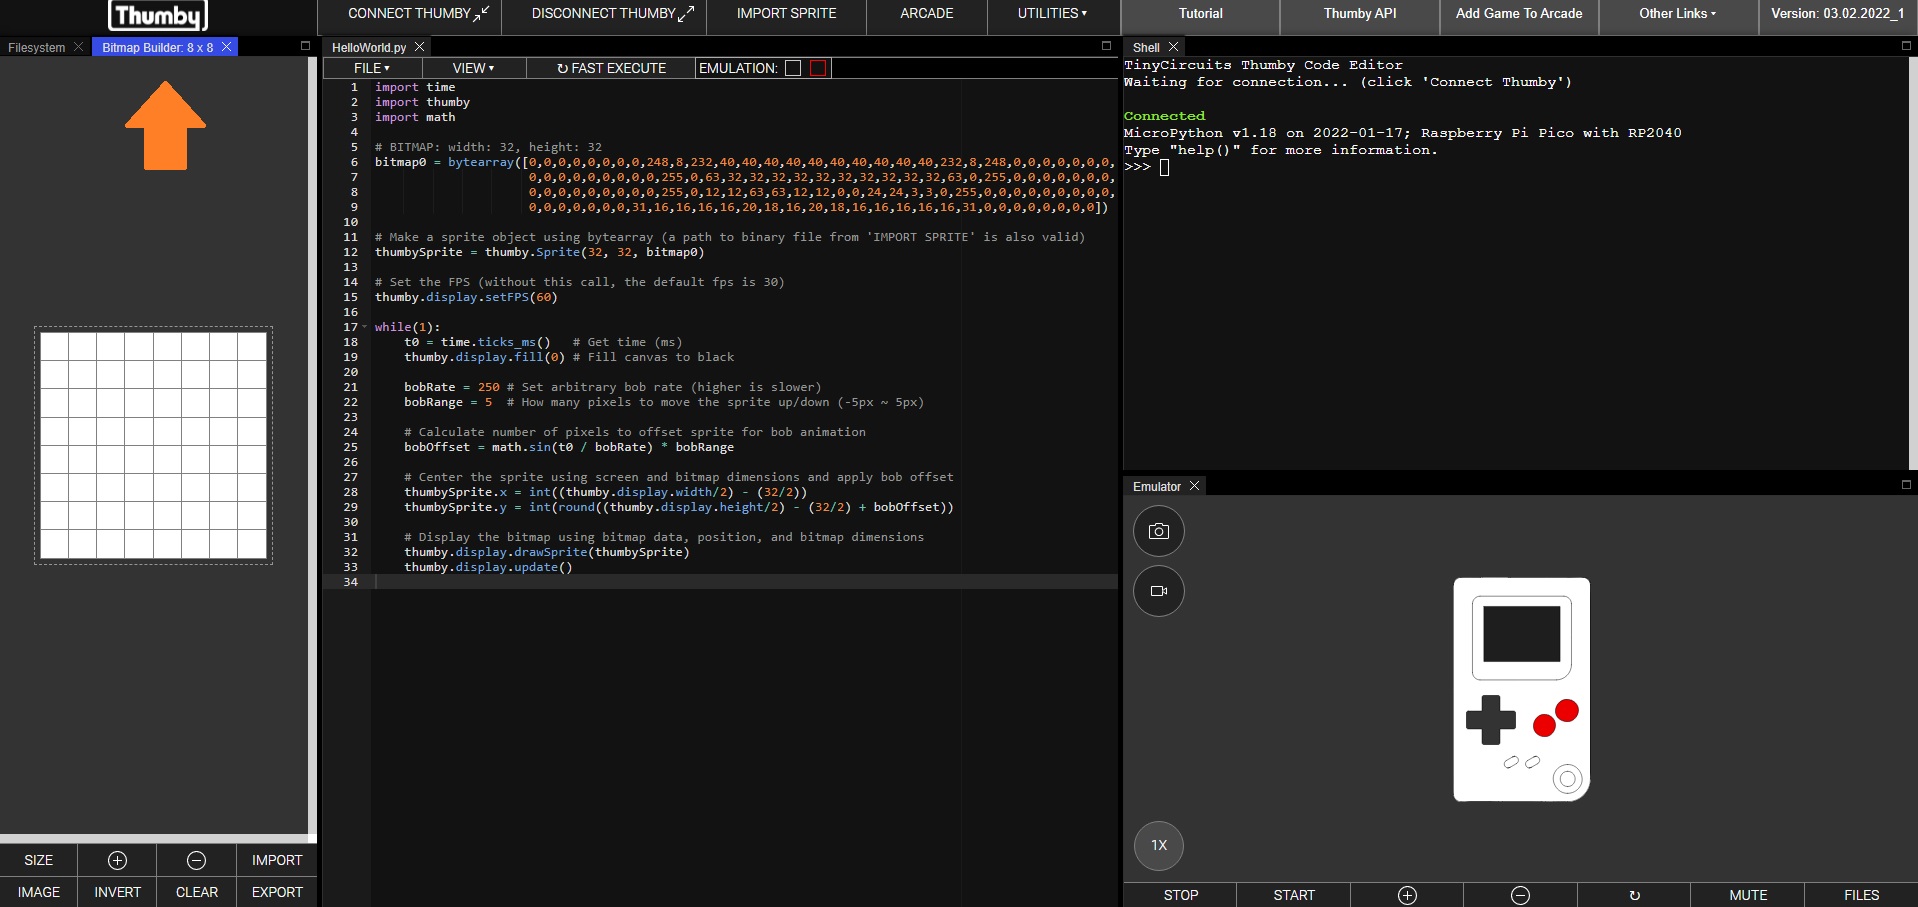 Thumby
CONNECT THUMBY
DISCONNECT THUMBY
IMPORT SPRITE
ARCADE
UTILITIES ▾
Tutorial
Thumby API
Add Game To Arcade
Other Links ▾
Version: 03.02.2022_1
Filesystem
Bitmap Builder: 8 x 8
SIZE
IMPORT
IMAGE
INVERT
CLEAR
EXPORT
HelloWorld.py
FILE ▾
VIEW ▾
↻ FAST EXECUTE
EMULATION:
1 import time
2 import thumby
3 import math
4
5 # BITMAP: width: 32, height: 32
6 bitmap0 = bytearray([0,0,0,0,0,0,0,0,248,8,232,40,40,40,40,40,40,40,40,40,40,232,8,248,0,0,0,0,0,0,0,
7 0,0,0,0,0,0,0,0,0,255,0,63,32,32,32,32,32,32,32,32,32,32,63,0,255,0,0,0,0,0,0,0,
8 0,0,0,0,0,0,0,0,0,255,0,12,12,63,63,12,12,0,0,24,24,3,3,0,255,0,0,0,0,0,0,0,0,0,
9 0,0,0,0,0,0,0,31,16,16,16,16,20,18,16,20,18,16,16,16,16,16,31,0,0,0,0,0,0,0,0])
10
11 # Make a sprite object using bytearray (a path to binary file from 'IMPORT SPRITE' is also valid)
12 thumbySprite = thumby.Sprite(32, 32, bitmap0)
13
14 # Set the FPS (without this call, the default fps is 30)
15 thumby.display.setFPS(60)
16
17 while(1):
18 t0 = time.ticks_ms() # Get time (ms)
19 thumby.display.fill(0) # Fill canvas to black
20
21 bobRate = 250 # Set arbitrary bob rate (higher is slower)
22 bobRange = 5 # How many pixels to move the sprite up/down (-5px ~ 5px)
23
24 # Calculate number of pixels to offset sprite for bob animation
25 bobOffset = math.sin(t0 / bobRate) * bobRange
26
27 # Center the sprite using screen and bitmap dimensions and apply bob offset
28 thumbySprite.x = int((thumby.display.width/2) - (32/2))
29 thumbySprite.y = int(round((thumby.display.height/2) - (32/2) + bobOffset))
30
31 # Display the bitmap using bitmap data, position, and bitmap dimensions
32 thumby.display.drawSprite(thumbySprite)
33 thumby.display.update()
34
Shell
TinyCircuits Thumby Code Editor
Waiting for connection... (click 'Connect Thumby')
Connected
MicroPython v1.18 on 2022-01-17; Raspberry Pi Pico with RP2040
Type "help()" for more information.
>>>
Emulator
1X
STOP
START
↻
MUTE
FILES